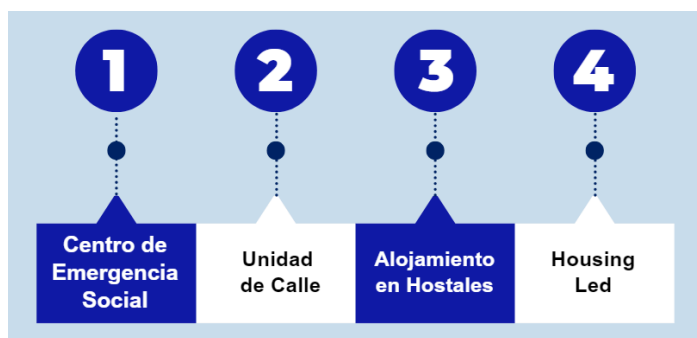 1
2
3
4
Centro de
Emergencia
Social
Unidad
de Calle
Alojamiento
en Hostales
Housing
Led